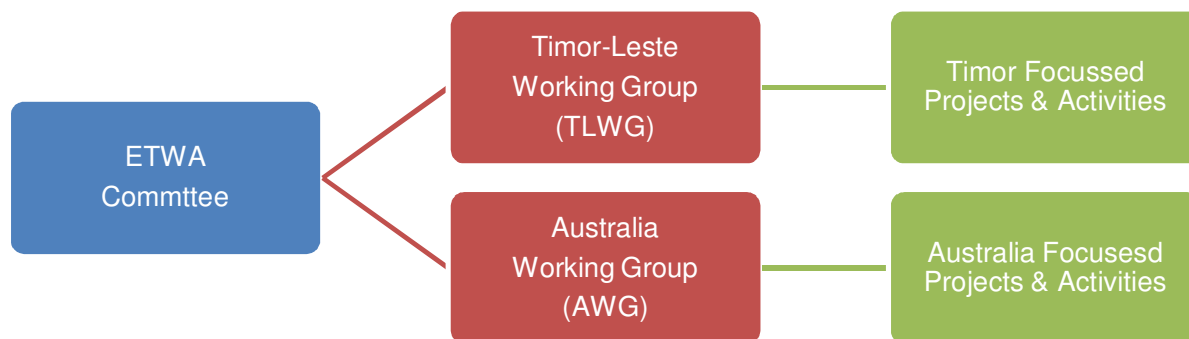 ETWA
Commttee
Timor-Leste
Working Group
(TLWG)
Timor Focussed
Projects & Activities
Australia
Working Group
(AWG)
Australia Focusesd
Projects & Activities